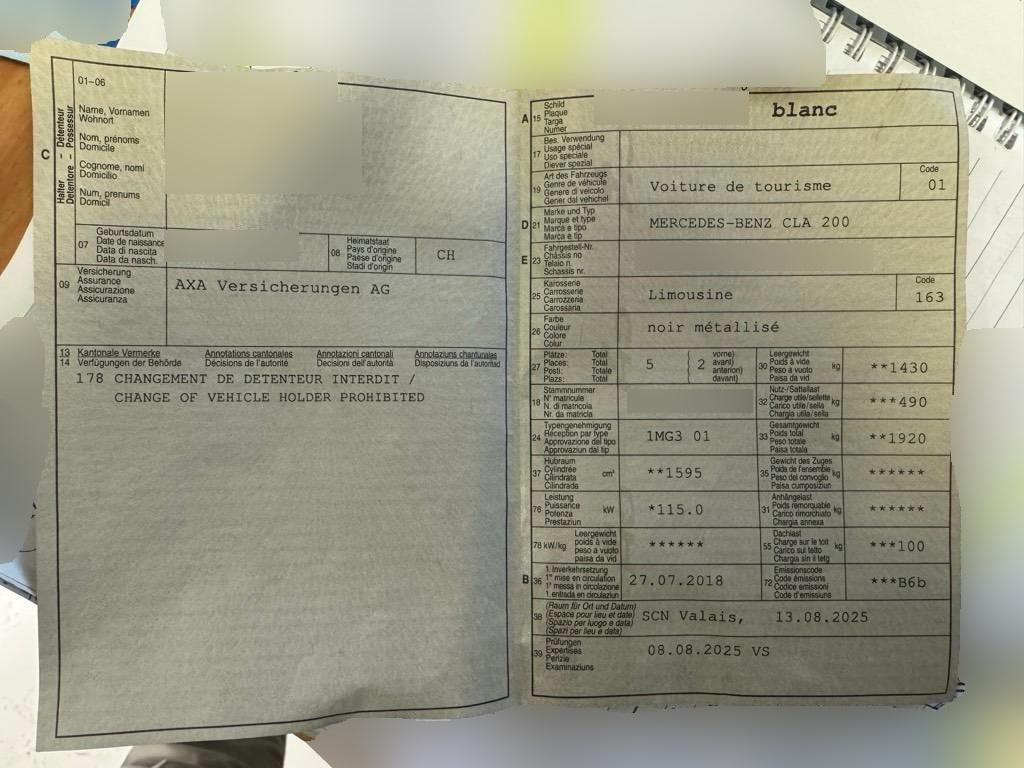 01–06
C
Halter - Détenteur
Detentore - Possessur
Name, Vornamen
Wohnort
Nom, prénoms
Domicile
Cognome, nomi
Domicilio
Num, prenums
Domicil
07
Geburtsdatum
Date de naissance
Data di nascita
Data da nasch.
08
Heimatstaat
Pays d'origine
Paese d'origine
Stadi d'origin
CH
09
Versicherung
Assurance
Assicurazione
Assicuranza
AXA Versicherungen AG
13 Kantonale Vermerke Annotations cantonales Annotazioni cantonali Annotaziuns chantunalas
14 Verfügungen der Behörde Décisions de l'autorité Decisioni dell'autorità Disposiziuns da l'autoritad
178 CHANGEMENT DE DETENTEUR INTERDIT /
CHANGE OF VEHICLE HOLDER PROHIBITED
A 15
Schild
Plaque
Targa
Numer
blanc
17
Bes. Verwendung
Usage spécial
Uso speciale
Diever spezial
19
Art des Fahrzeugs
Genre de véhicule
Genere di veicolo
Gener dal vehichel
Voiture de tourisme
Code
01
D 21
Marke und Typ
Marque et type
Marca e tipo
Marca e tip
MERCEDES-BENZ CLA 200
E 23
Fahrgestell-Nr.
Châssis no
Telaio n.
Schassis nr.
25
Karosserie
Carrosserie
Carrozzeria
Carossaria
Limousine
Code
163
26
Farbe
Couleur
Colore
Colur
noir métallisé
27
Plätze: Total
Places: Total
Posti: Totale
Plazs: Total
5
( 2
vorne)
avant)
anteriori)
davant)
30
Leergewicht
Poids à vide
Peso a vuoto
Paisa da vid
kg
**1430
18
Stammnummer
N° matricule
N. di matricola
Nr. da matricla
32
Nutz-/Sattellast
Charge utile/sellette
Carico utile/sella
Chargia utila/sella
kg
***490
24
Typengenehmigung
Réception par type
Approvazione del tipo
Approvaziun dal tip
1MG3 01
33
Gesamtgewicht
Poids total
Peso totale
Paisa totala
kg
**1920
37
Hubraum
Cylindrée
Cilindrata
Cilindrada
cm³
**1595
35
Gewicht des Zuges
Poids de l'ensemble
Peso del convoglio
Paisa cumposiziun
kg
******
76
Leistung
Puissance
Potenza
Prestaziun
kW
*115.0
31
Anhängelast
Poids remorquable
Carico rimorchiato
Chargia annexa
kg
******
78 kW/kg
Leergewicht
poids à vide
peso a vuoto
paisa da vid
******
55
Dachlast
Charge sur le toit
Carico sul tetto
Chargia sin il tetg
kg
***100
B 36
1. Inverkehrsetzung
1re mise en circulation
1a messa in circolazione
1. entrada en circulaziun
27.07.2018
72
Emissionscode
Code émissions
Codice emissioni
Code d'emissiuns
***B6b
38
(Raum für Ort und Datum)
(Espace pour lieu et date)
(Spazio per luogo e data)
(Spazi per lieu e data)
SCN Valais, 13.08.2025
39
Prüfungen
Expertises
Perizie
Examinaziuns
08.08.2025 VS